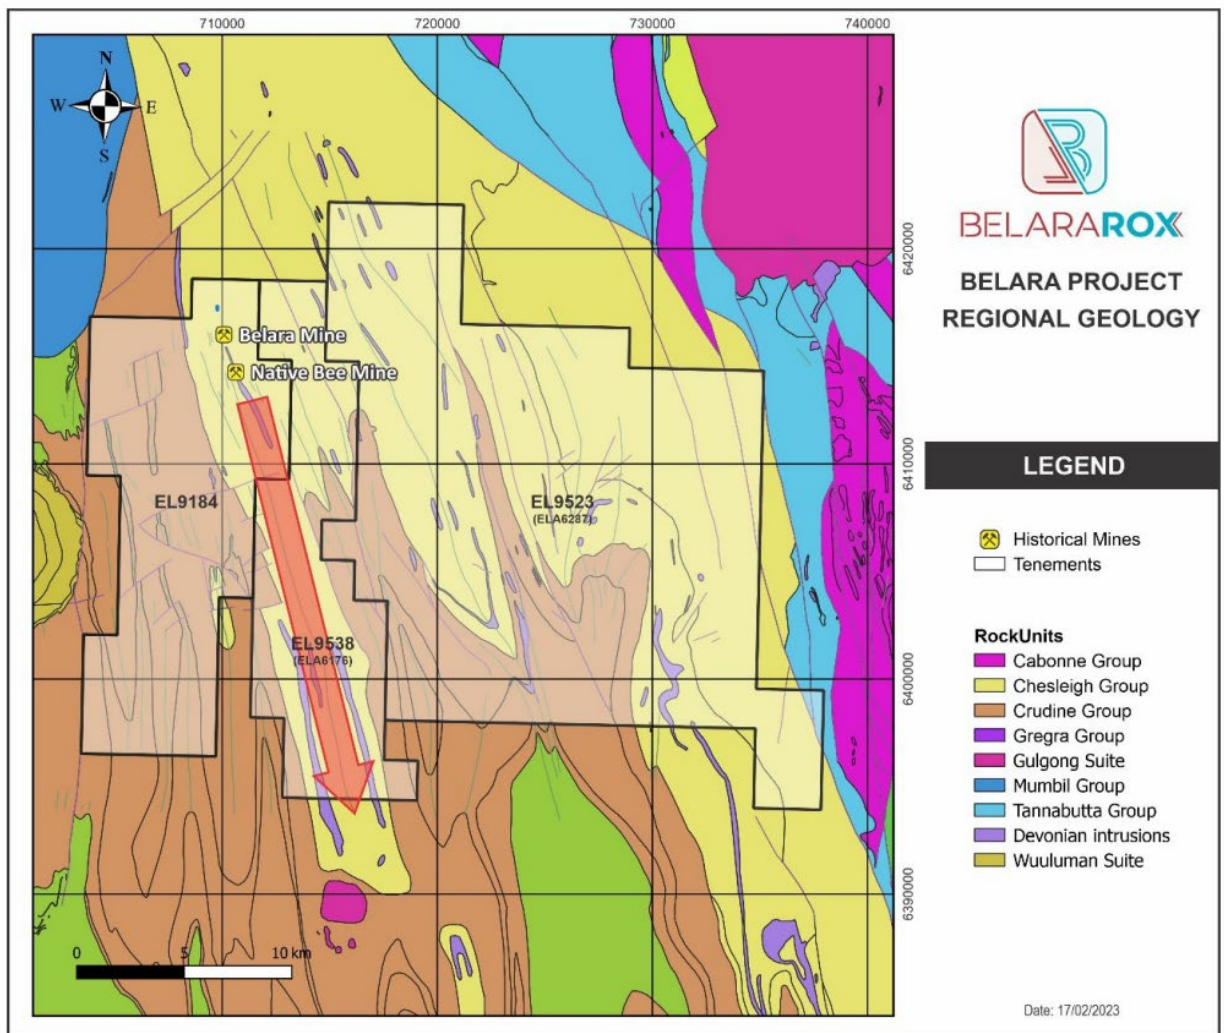 710000
720000
730000
740000
N
W
E
S
6420000
6410000
6400000
6390000
Belara Mine
Native Bee Mine
EL9184
EL9523
(ELA6287)
EL9538
(ELA6176)
0
5
10 km
BELARAROX
BELARA PROJECT
REGIONAL GEOLOGY
LEGEND
Historical Mines
Tenements
RockUnits
Cabonne Group
Chesleigh Group
Crudine Group
Gregra Group
Gulgong Suite
Mumbil Group
Tannabutta Group
Devonian intrusions
Wuuluman Suite
Date: 17/02/2023